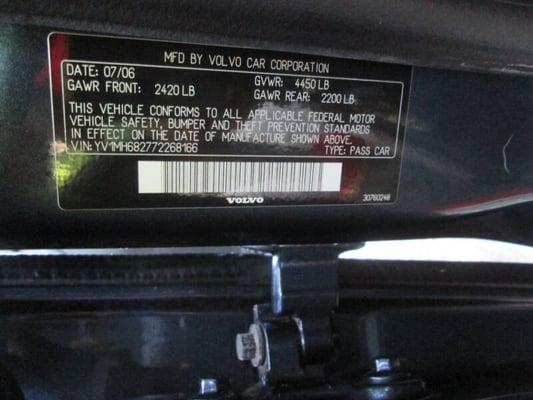 MFD BY VOLVO CAR CORPORATION
DATE: 07/06 GVWR: 4450 LB
GAWR FRONT: 2420 LB GAWR REAR: 2200 LB
THIS VEHICLE CONFORMS TO ALL APPLICABLE FEDERAL MOTOR
VEHICLE SAFETY, BUMPER AND THEFT PREVENTION STANDARDS
IN EFFECT ON THE DATE OF MANUFACTURE SHOWN ABOVE.
VIN: YV1MH682772268166 TYPE: PASS CAR
VOLVO 30760248